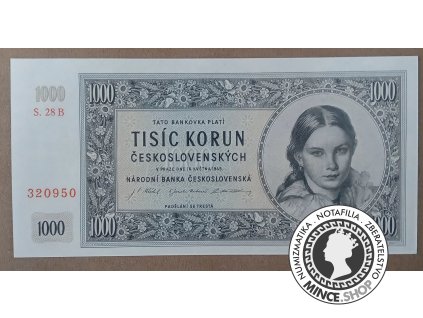 1000
S. 28 B
320950
1000
1000
1000
TATO BANKOVKA PLATÍ
TISÍC KORUN
ČESKOSLOVENSKÝCH
V PRAZE DNE 16. KVĚTNA 1945
NÁRODNÍ BANKA ČESKOSLOVENSKÁ
PADĚLÁNÍ SE TRESTÁ
1000
NUMIZMATIKA · NOTAFILIA · ZBERATEĽSTVO
MINCE.SHOP